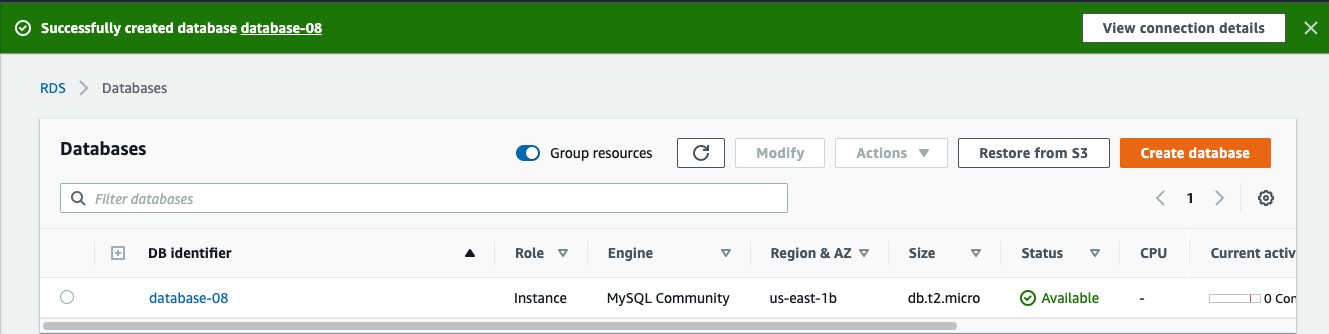 Successfully created database database-08 View connection details
RDS Databases
Databases Group resources Modify Actions Restore from S3 Create database
Filter databases 1
DB identifier Role Engine Region & AZ Size Status CPU Current activ
database-08 Instance MySQL Community us-east-1b db.t2.micro Available - 0 Con